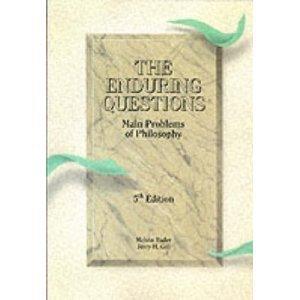 THE
ENDURING
QUESTIONS
Main Problems
of Philosophy
5th Edition
Melvin Rader
Jerry H. Gill